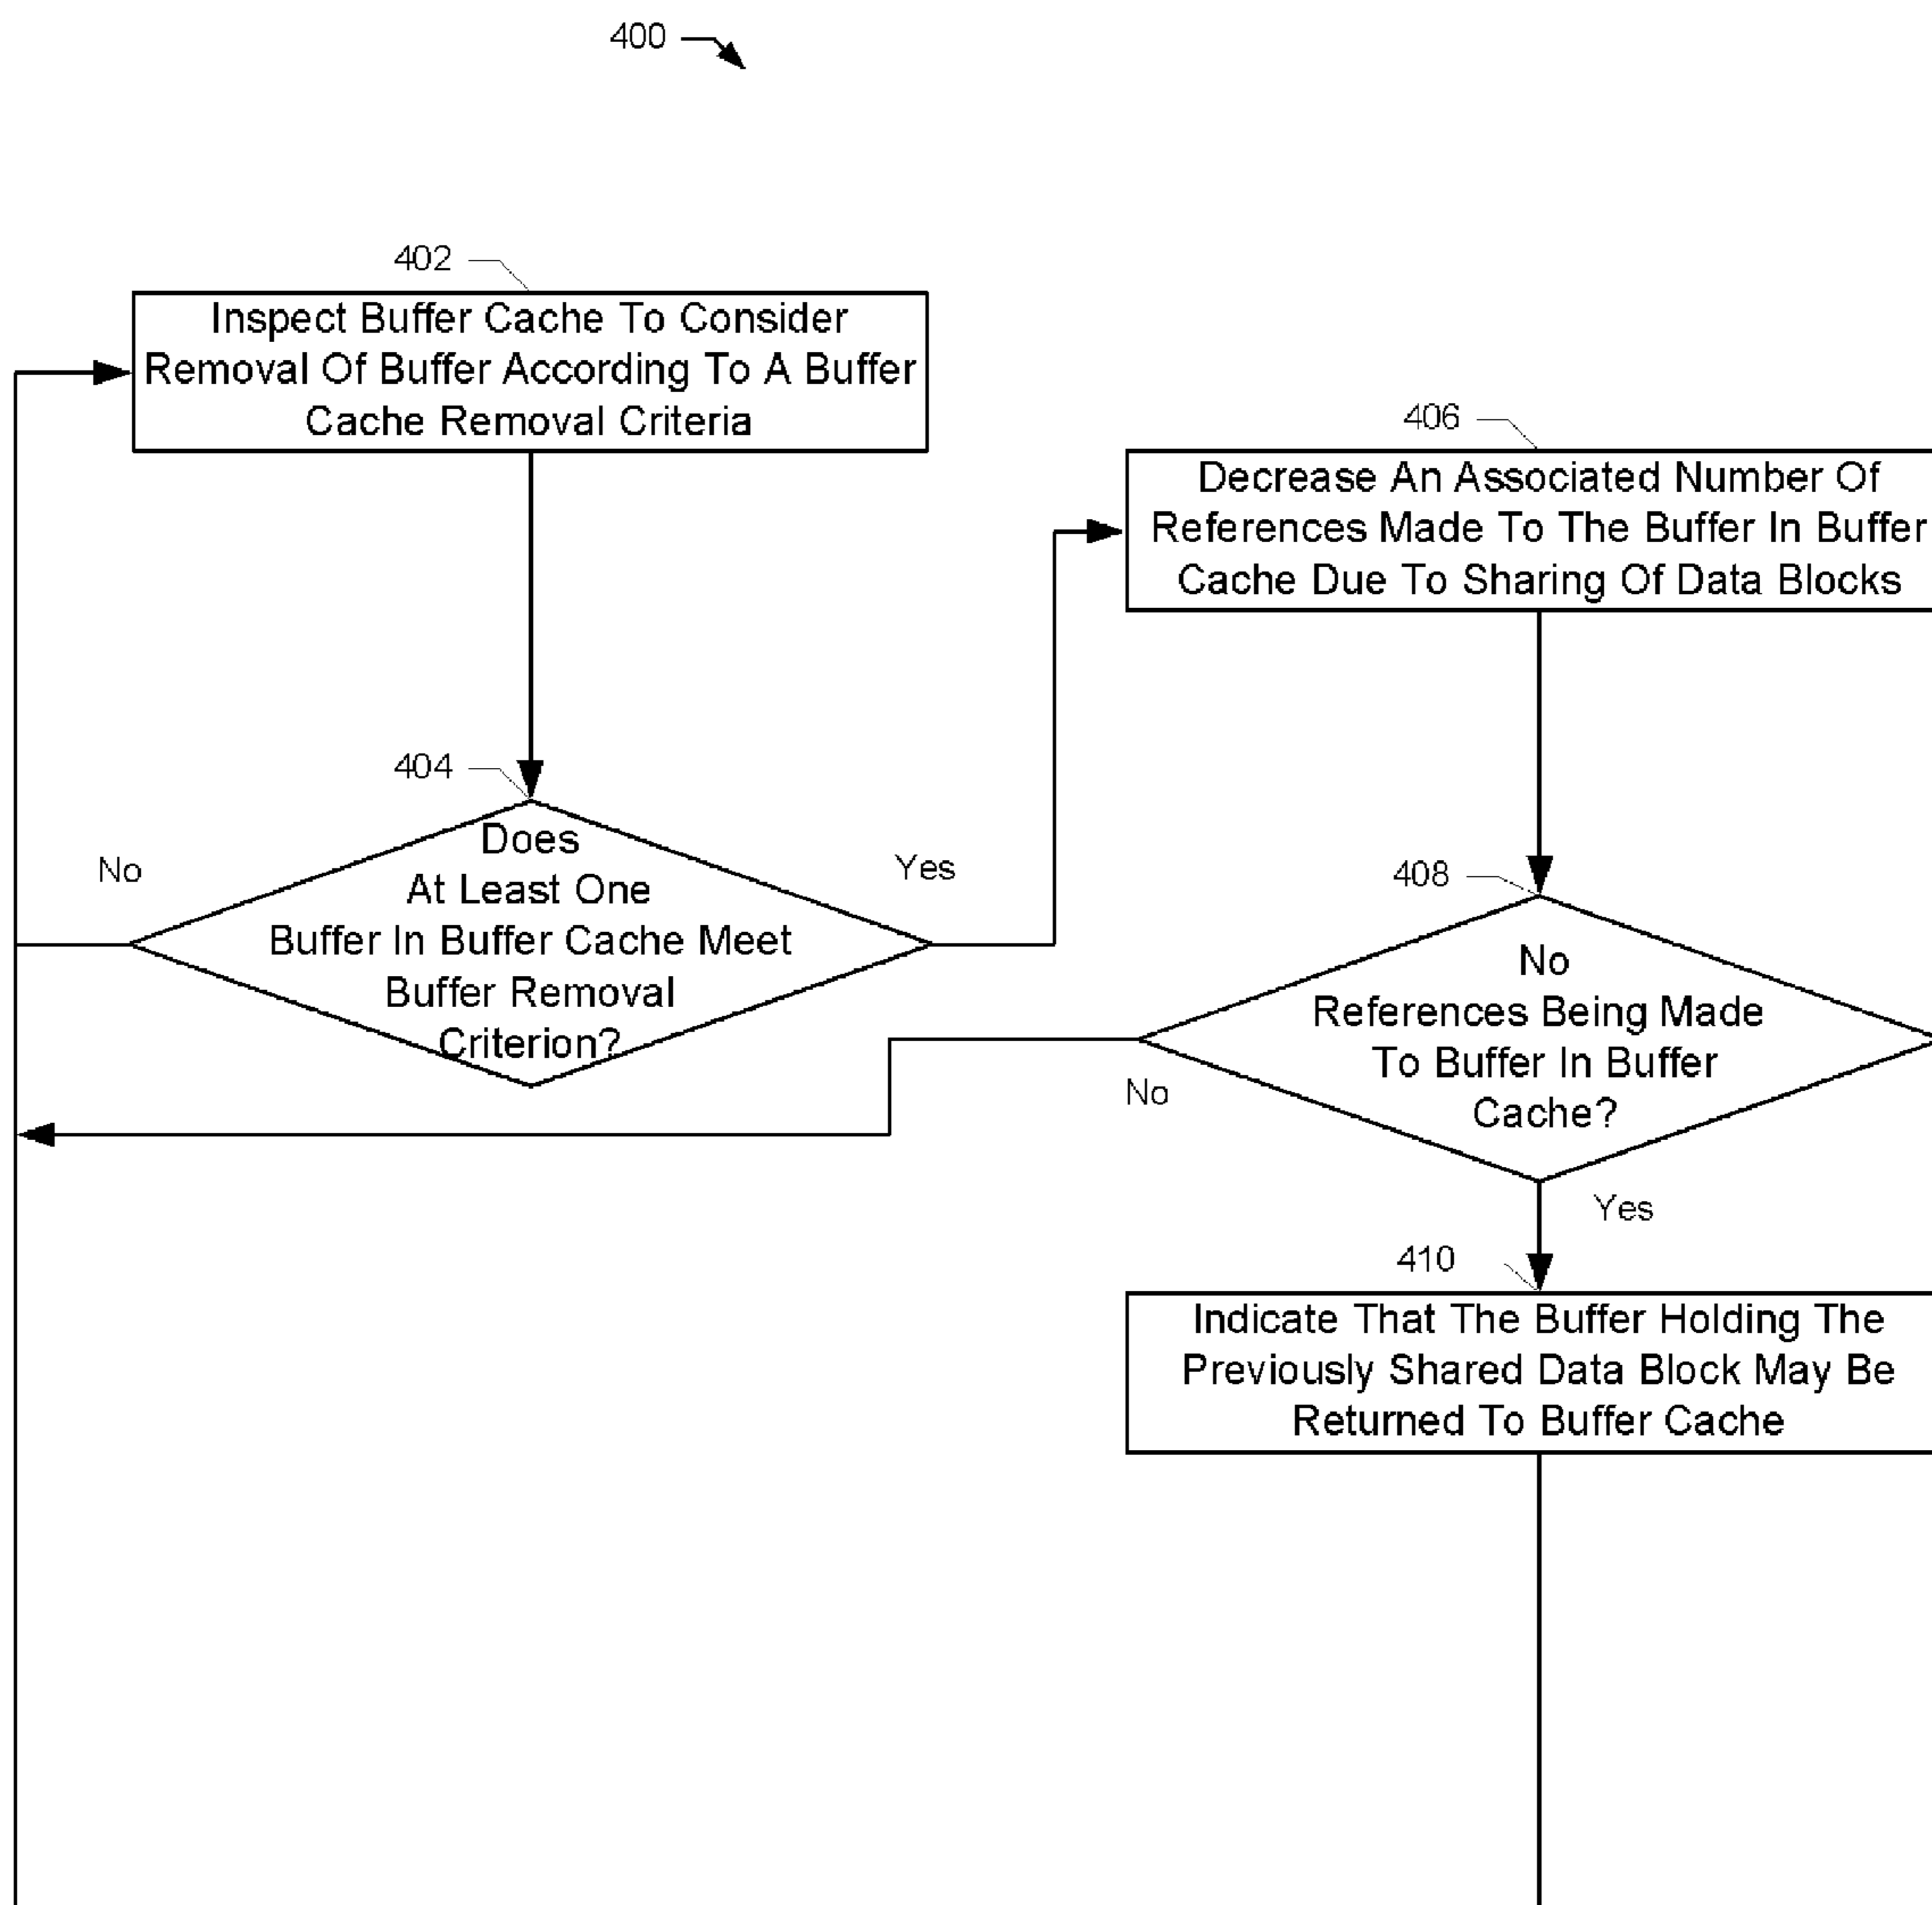 400
402
Inspect Buffer Cache To Consider
Removal Of Buffer According To A Buffer
Cache Removal Criteria
404
Does
At Least One
Buffer In Buffer Cache Meet
Buffer Removal
Criterion?
No
Yes
406
Decrease An Associated Number Of
References Made To The Buffer In Buffer
Cache Due To Sharing Of Data Blocks
408
No
References Being Made
To Buffer In Buffer
Cache?
No
Yes
410
Indicate That The Buffer Holding The
Previously Shared Data Block May Be
Returned To Buffer Cache